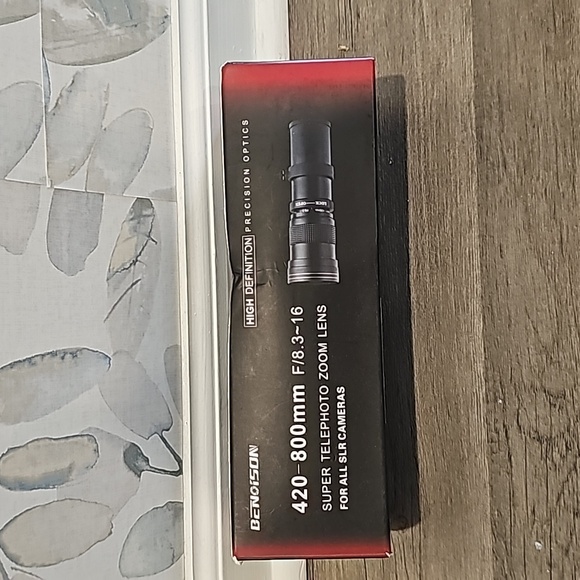 BENOISON
HIGH DEFINITION PRECISION OPTICS
420-800mm F/8.3~16
SUPER TELEPHOTO ZOOM LENS
FOR ALL SLR CAMERAS